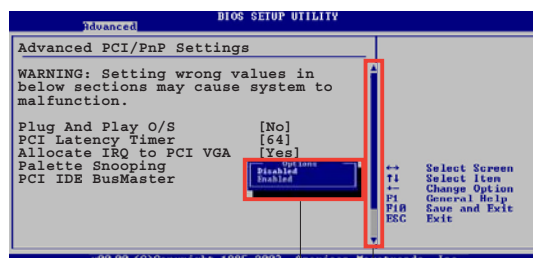 BIOS SETUP UTILITY
Advanced
Advanced PCI/PnP Settings
WARNING: Setting wrong values in
below sections may cause system to
malfunction.
Plug And Play O/S [No]
PCI Latency Timer [64]
Allocate IRQ to PCI VGA [Yes]
Palette Snooping
PCI IDE BusMaster
Options
Disabled
Enabled
↔ Select Screen
↑↓ Select Item
+- Change Option
F1 General Help
F10 Save and Exit
ESC Exit